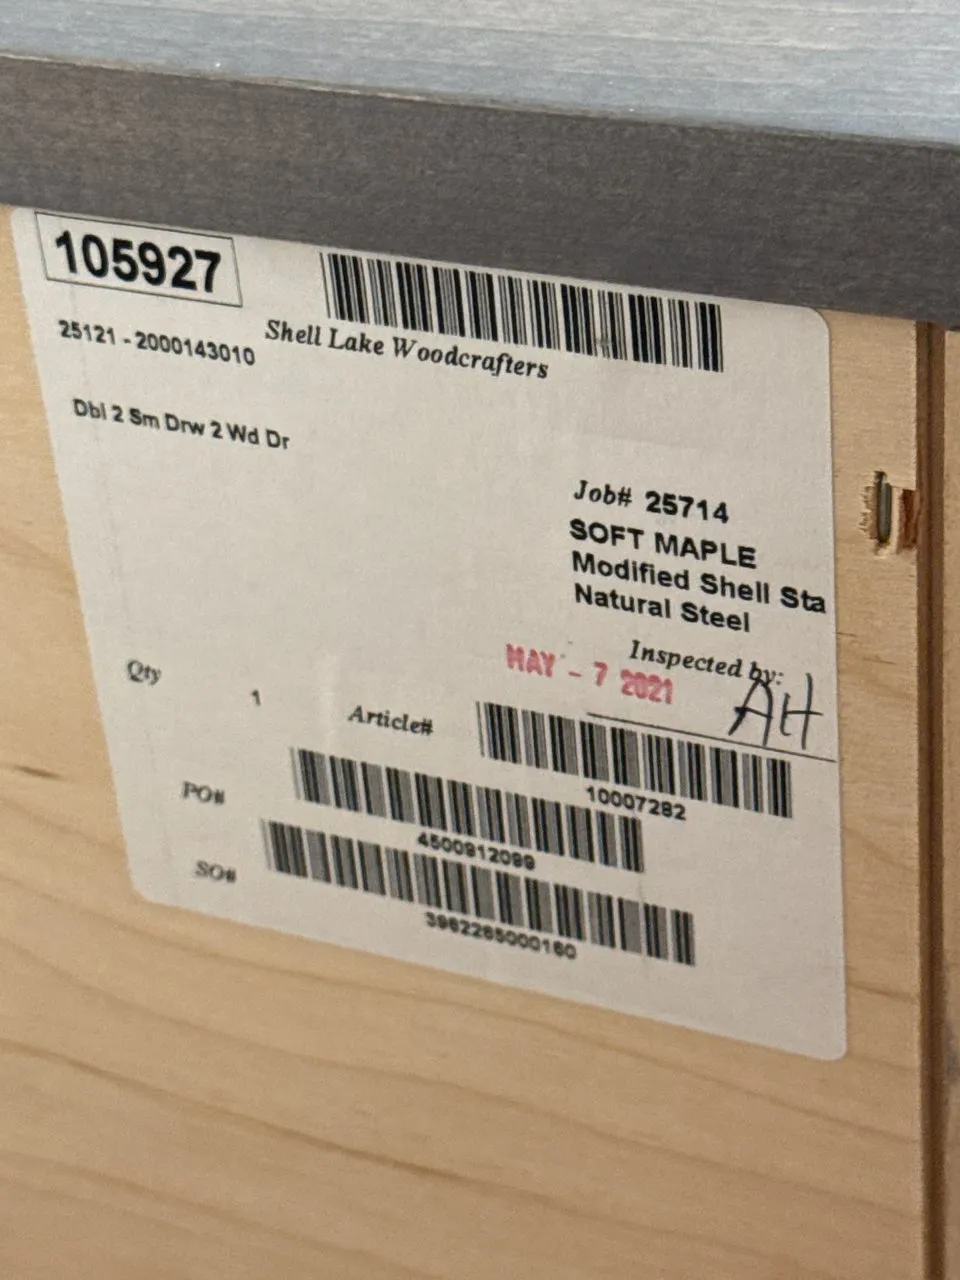 105927
Shell Lake Woodcrafters
25121 - 2000143010
Dbl 2 Sm Drw 2 Wd Dr
Job# 25714
SOFT MAPLE
Modified Shell Sta
Natural Steel
Inspected by:
MAY - 7 2021
AH
Qty
1
Article#
10007282
PO#
4500912099
SO#
3962265000160